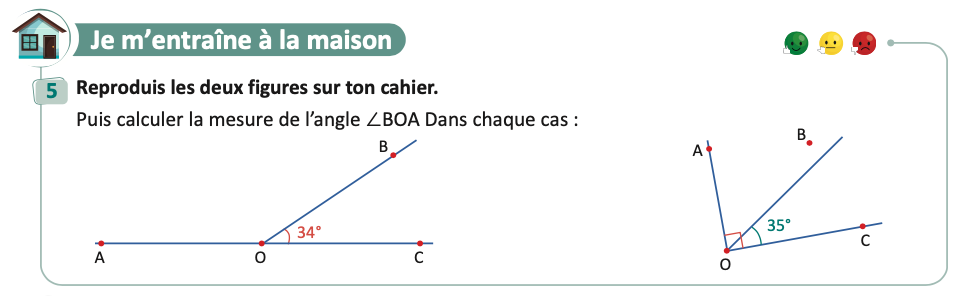 Je m’entraîne à la maison
5 Reproduis les deux figures sur ton cahier.
Puis calculer la mesure de l’angle ∠BOA Dans chaque cas :
B
34°
A O C
A B
35°
C
O